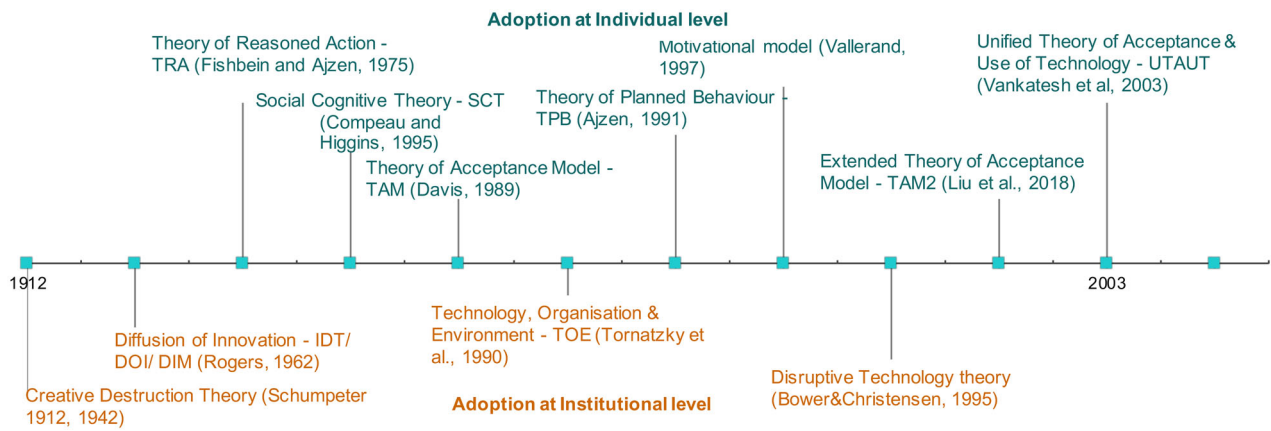 Adoption at Individual level
Theory of Reasoned Action -
TRA (Fishbein and Ajzen, 1975)
Social Cognitive Theory - SCT
(Compeau and
Higgins, 1995)
Theory of Acceptance Model -
TAM (Davis, 1989)
Theory of Planned Behaviour -
TPB (Ajzen, 1991)
Motivational model (Vallerand,
1997)
Extended Theory of Acceptance
Model - TAM2 (Liu et al., 2018)
Unified Theory of Acceptance &
Use of Technology - UTAUT
(Vankatesh et al, 2003)
1912
2003
Creative Destruction Theory (Schumpeter
1912, 1942)
Diffusion of Innovation - IDT/
DOI/ DIM (Rogers, 1962)
Technology, Organisation &
Environment - TOE (Tornatzky et
al., 1990)
Disruptive Technology theory
(Bower&Christensen, 1995)
Adoption at Institutional level